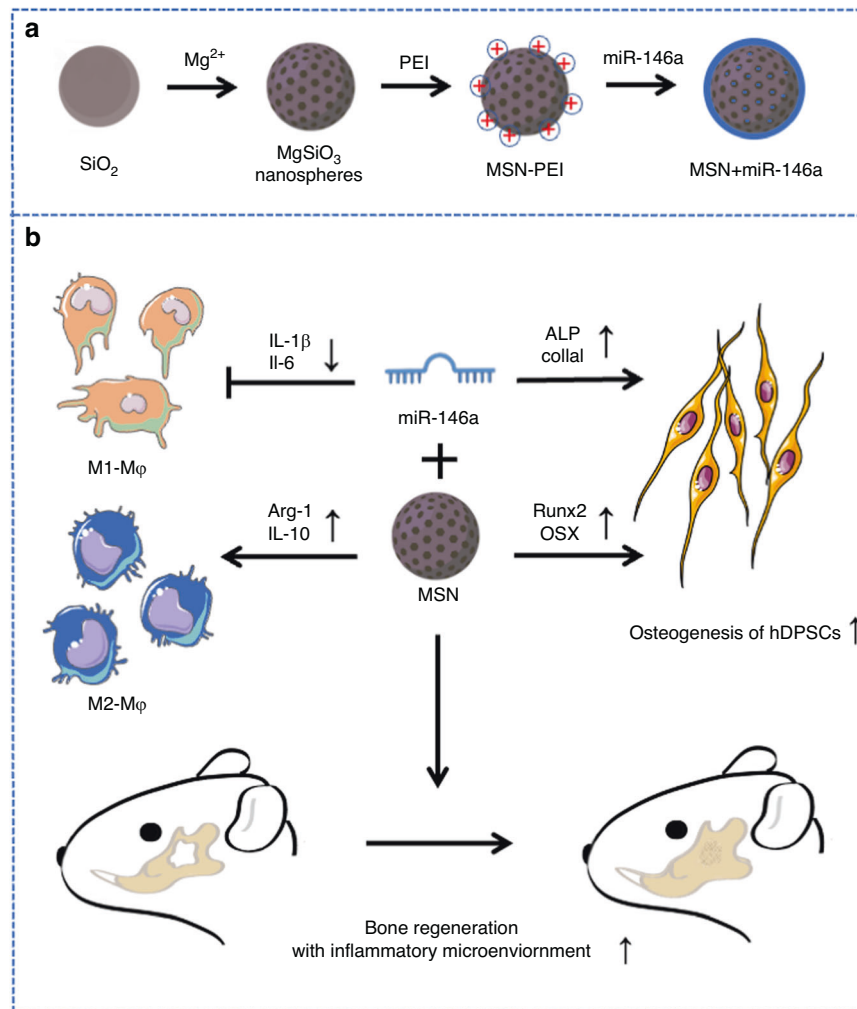 a
Mg²⁺
PEI
miR-146a
SiO₂
MgSiO₃
nanospheres
MSN-PEI
MSN+miR-146a
b
IL-1β
Il-6
ALP
collal
M1-Mφ
miR-146a
Arg-1
IL-10
Runx2
OSX
MSN
M2-Mφ
Osteogenesis of hDPSCs
Bone regeneration
with inflammatory microenviornment